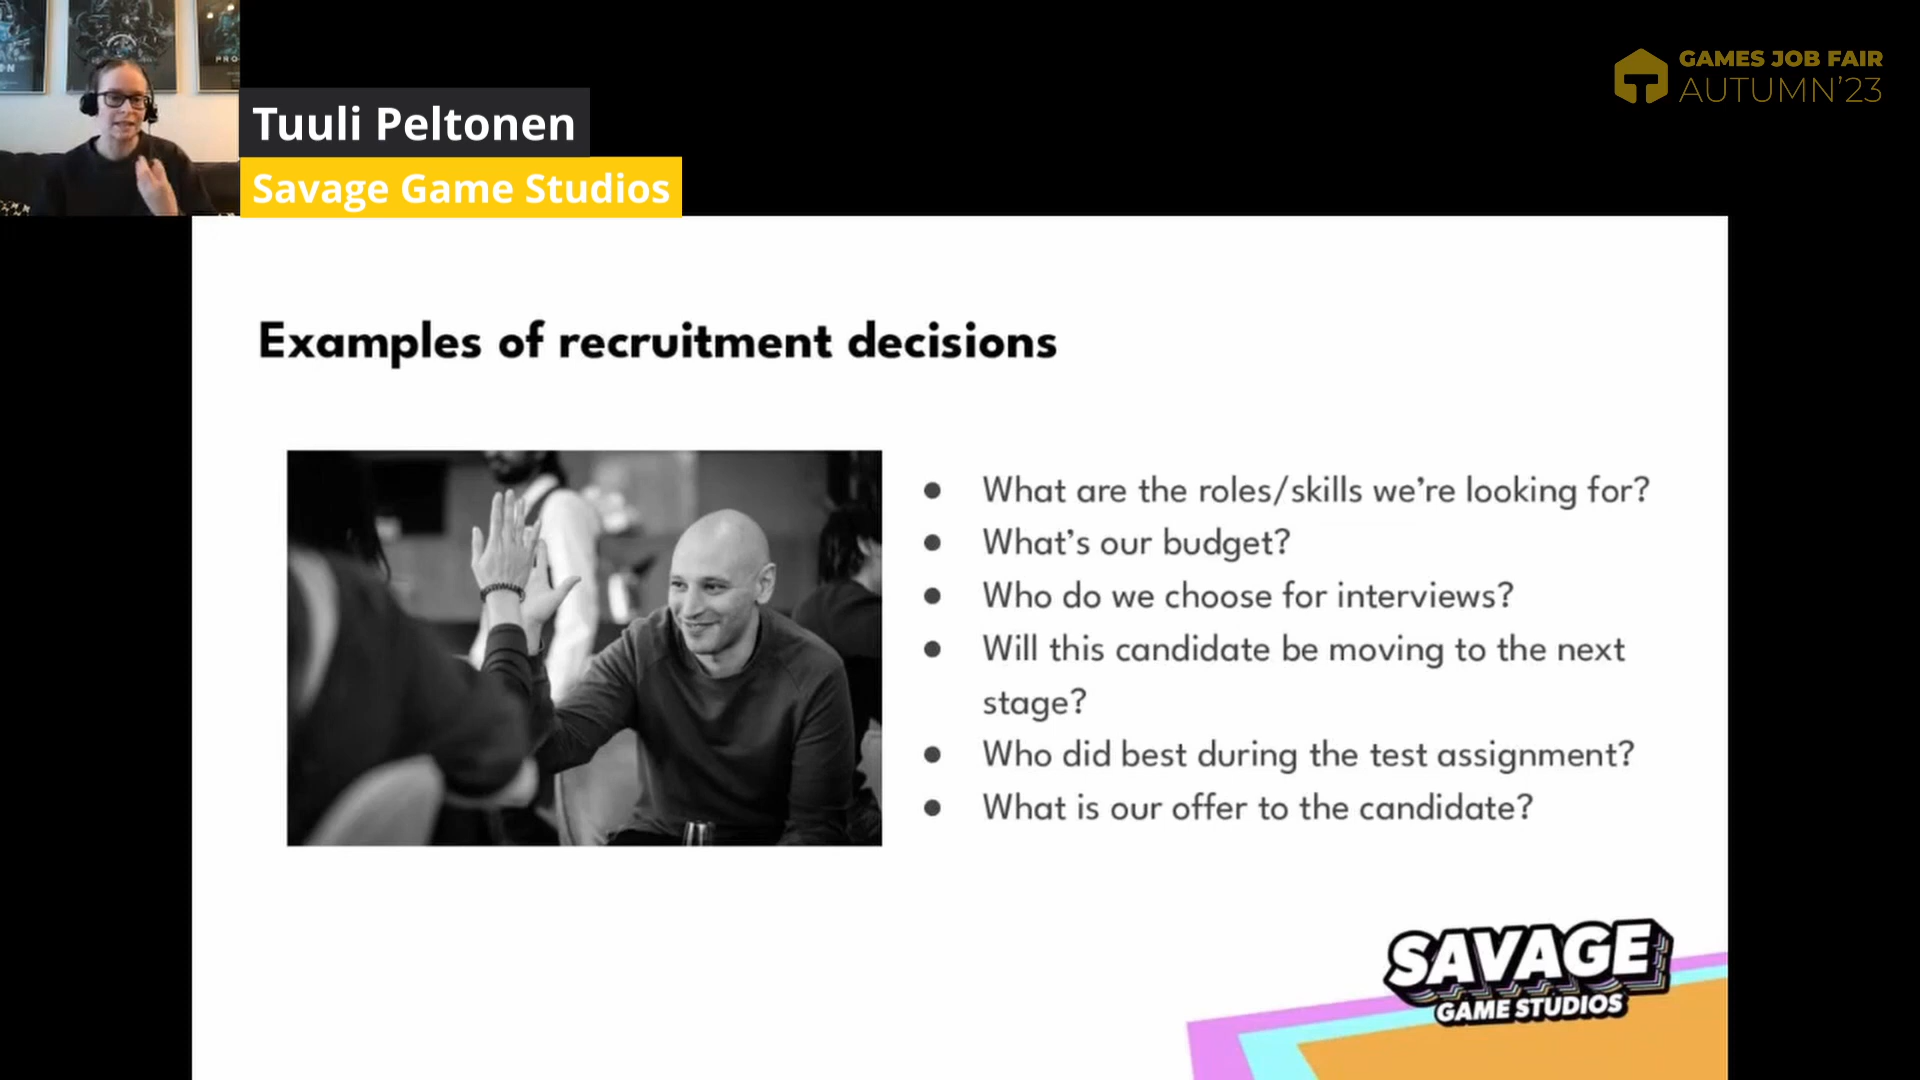 GAMES JOB FAIR
AUTUMN'23
Tuuli Peltonen
Savage Game Studios
Examples of recruitment decisions
● What are the roles/skills we're looking for?
● What's our budget?
● Who do we choose for interviews?
● Will this candidate be moving to the next
stage?
● Who did best during the test assignment?
● What is our offer to the candidate?
SAVAGE
GAME STUDIOS